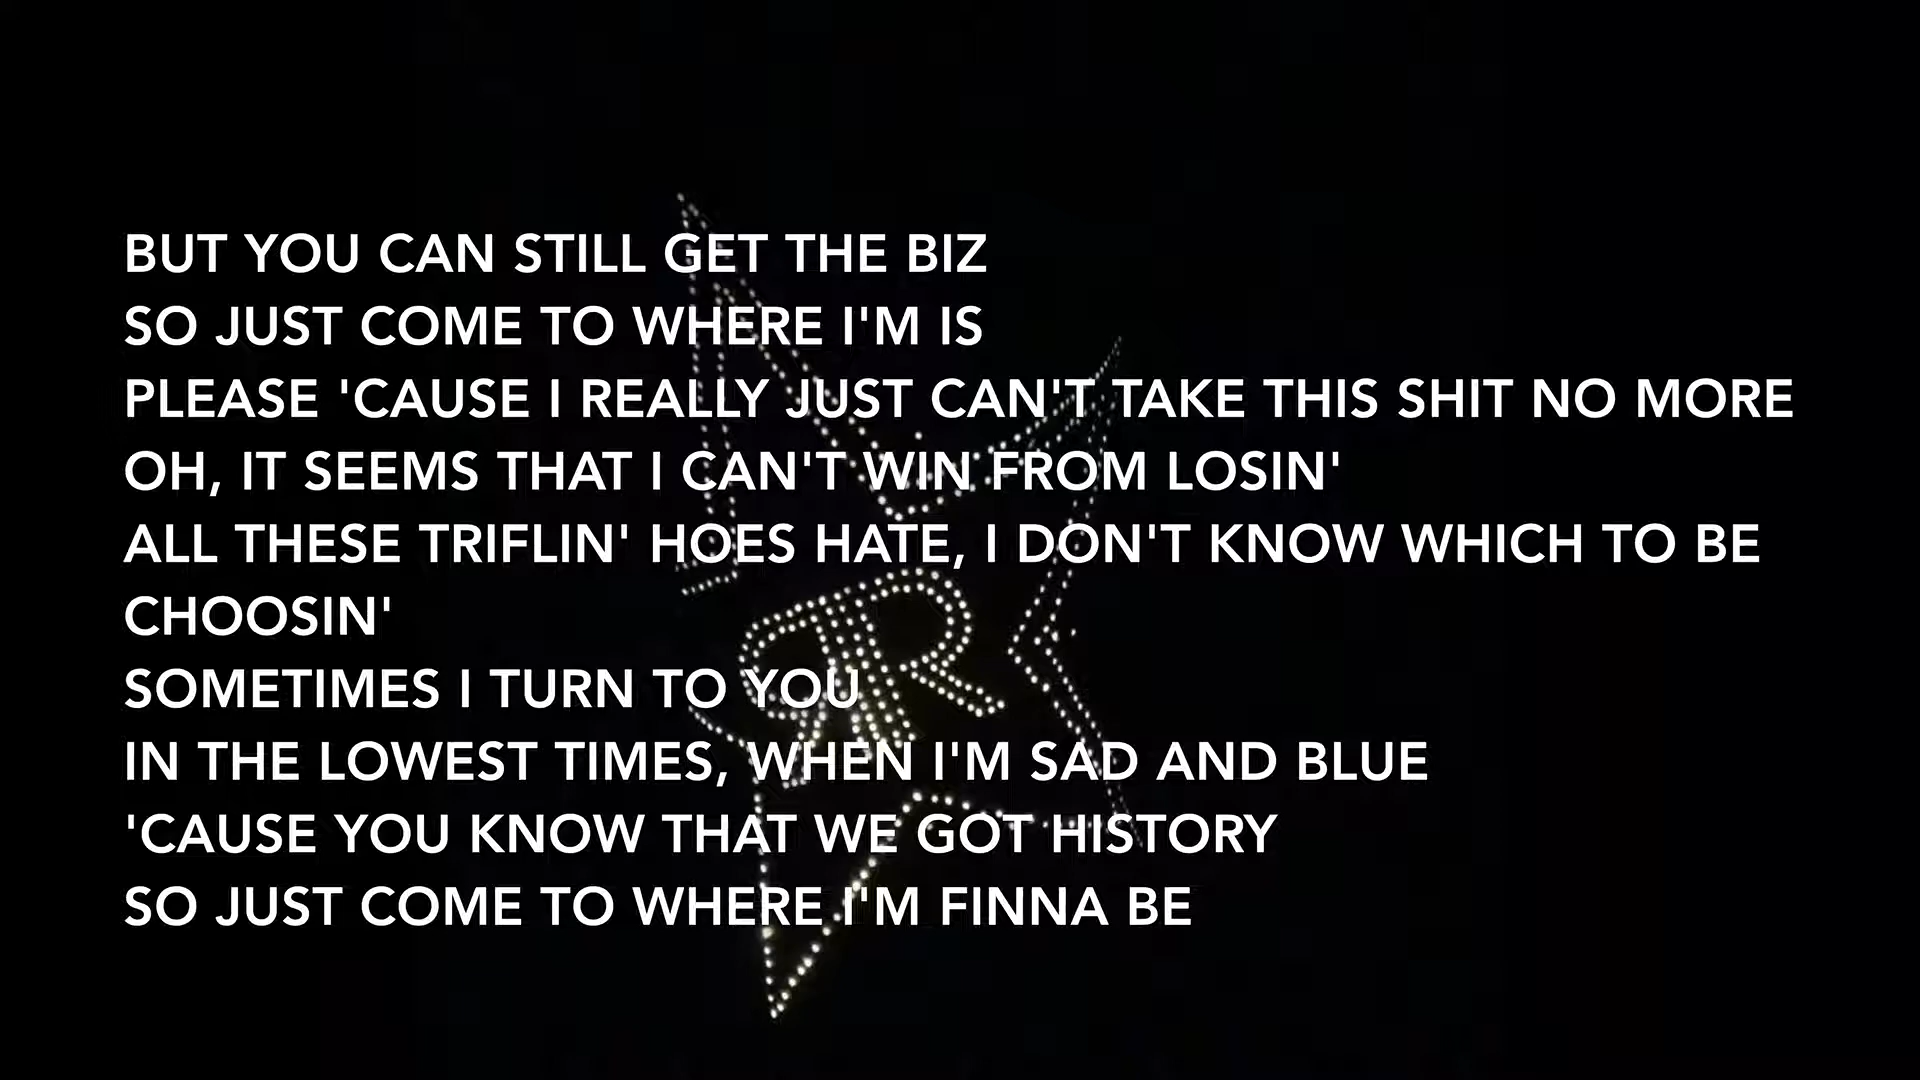 BUT YOU CAN STILL GET THE BIZ
SO JUST COME TO WHERE I'M IS
PLEASE 'CAUSE I REALLY JUST CAN'T TAKE THIS SHIT NO MORE
OH, IT SEEMS THAT I CAN'T WIN FROM LOSIN'
ALL THESE TRIFLIN' HOES HATE, I DON'T KNOW WHICH TO BE
CHOOSIN'
SOMETIMES I TURN TO YOU
IN THE LOWEST TIMES, WHEN I'M SAD AND BLUE
'CAUSE YOU KNOW THAT WE GOT HISTORY
SO JUST COME TO WHERE I'M FINNA BE